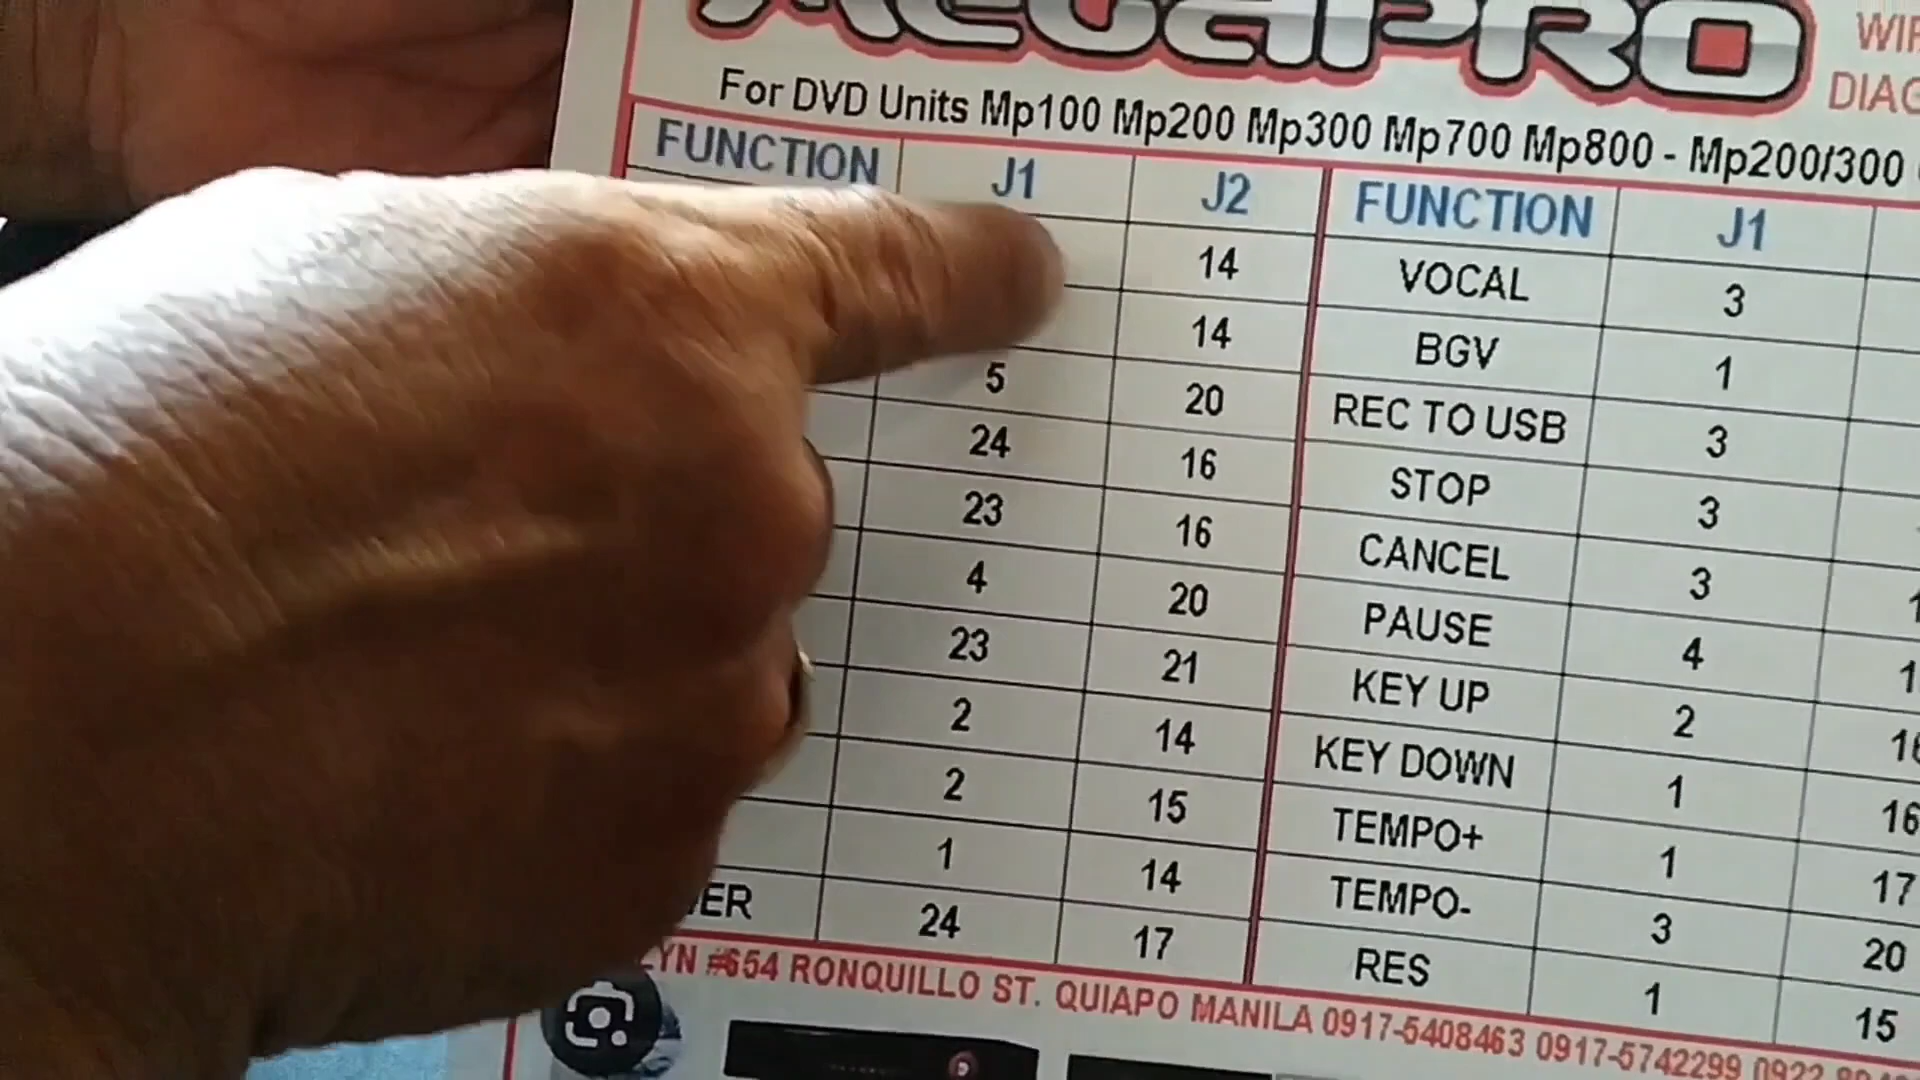 MEGAPRO
WIR
DIAG
For DVD Units Mp100 Mp200 Mp300 Mp700 Mp800 - Mp200/300
FUNCTION J1 J2 FUNCTION J1
14 VOCAL 3
14 BGV 1
5 20 REC TO USB 3
24 16 STOP 3
23 16 CANCEL 3
4 20 PAUSE 4
23 21 KEY UP 2 16
2 14 KEY DOWN 1 16
2 15 TEMPO+ 1 17
1 14 TEMPO- 3 20
ER 24 17 RES 1 15
#654 RONQUILLO ST. QUIAPO MANILA 0917-5408463 0917-5742299 0922